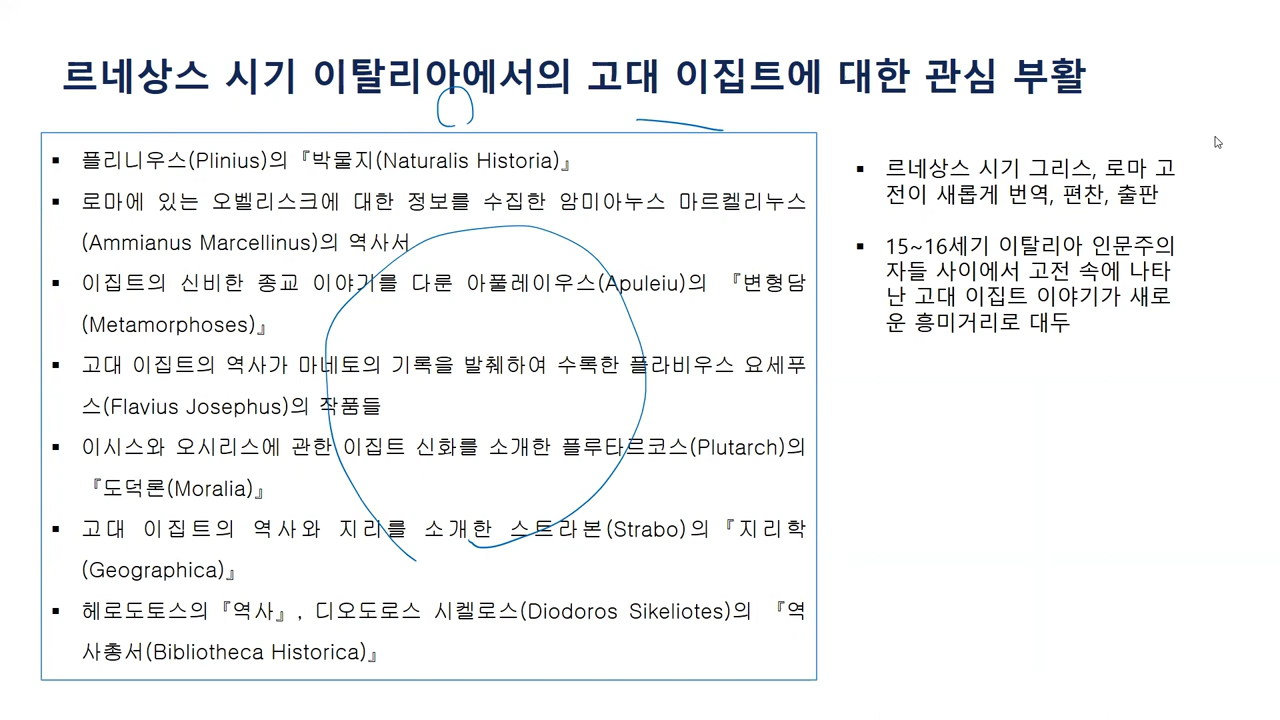 르네상스 시기 이탈리아에서의 고대 이집트에 대한 관심 부활
▪ 플리니우스(Plinius)의『박물지(Naturalis Historia)』
▪ 로마에 있는 오벨리스크에 대한 정보를 수집한 암미아누스 마르켈리누스
(Ammianus Marcellinus)의 역사서
▪ 이집트의 신비한 종교 이야기를 다룬 아풀레이우스(Apuleiu)의 『변형담
(Metamorphoses)』
▪ 고대 이집트의 역사가 마네토의 기록을 발췌하여 수록한 플라비우스 요세푸
스(Flavius Josephus)의 작품들
▪ 이시스와 오시리스에 관한 이집트 신화를 소개한 플루타르코스(Plutarch)의
『도덕론(Moralia)』
▪ 고대 이집트의 역사와 지리를 소개한 스트라본(Strabo)의『지리학
(Geographica)』
▪ 헤로도토스의『역사』, 디오도로스 시켈로스(Diodoros Sikeliotes)의 『역
사총서(Bibliotheca Historica)』
▪ 르네상스 시기 그리스, 로마 고
전이 새롭게 번역, 편찬, 출판
▪ 15~16세기 이탈리아 인문주의
자들 사이에서 고전 속에 나타
난 고대 이집트 이야기가 새로
운 흥미거리로 대두